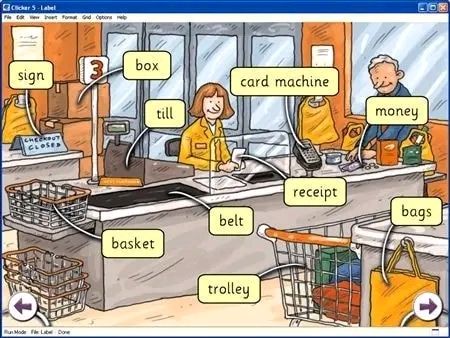 Clicker 5 - Label
File Edit View Insert Format Grid Options Help
sign
3
box
card machine
till
money
CHECKOUT
CLOSED
receipt
bags
belt
basket
trolley
Run Mode File: Label Done